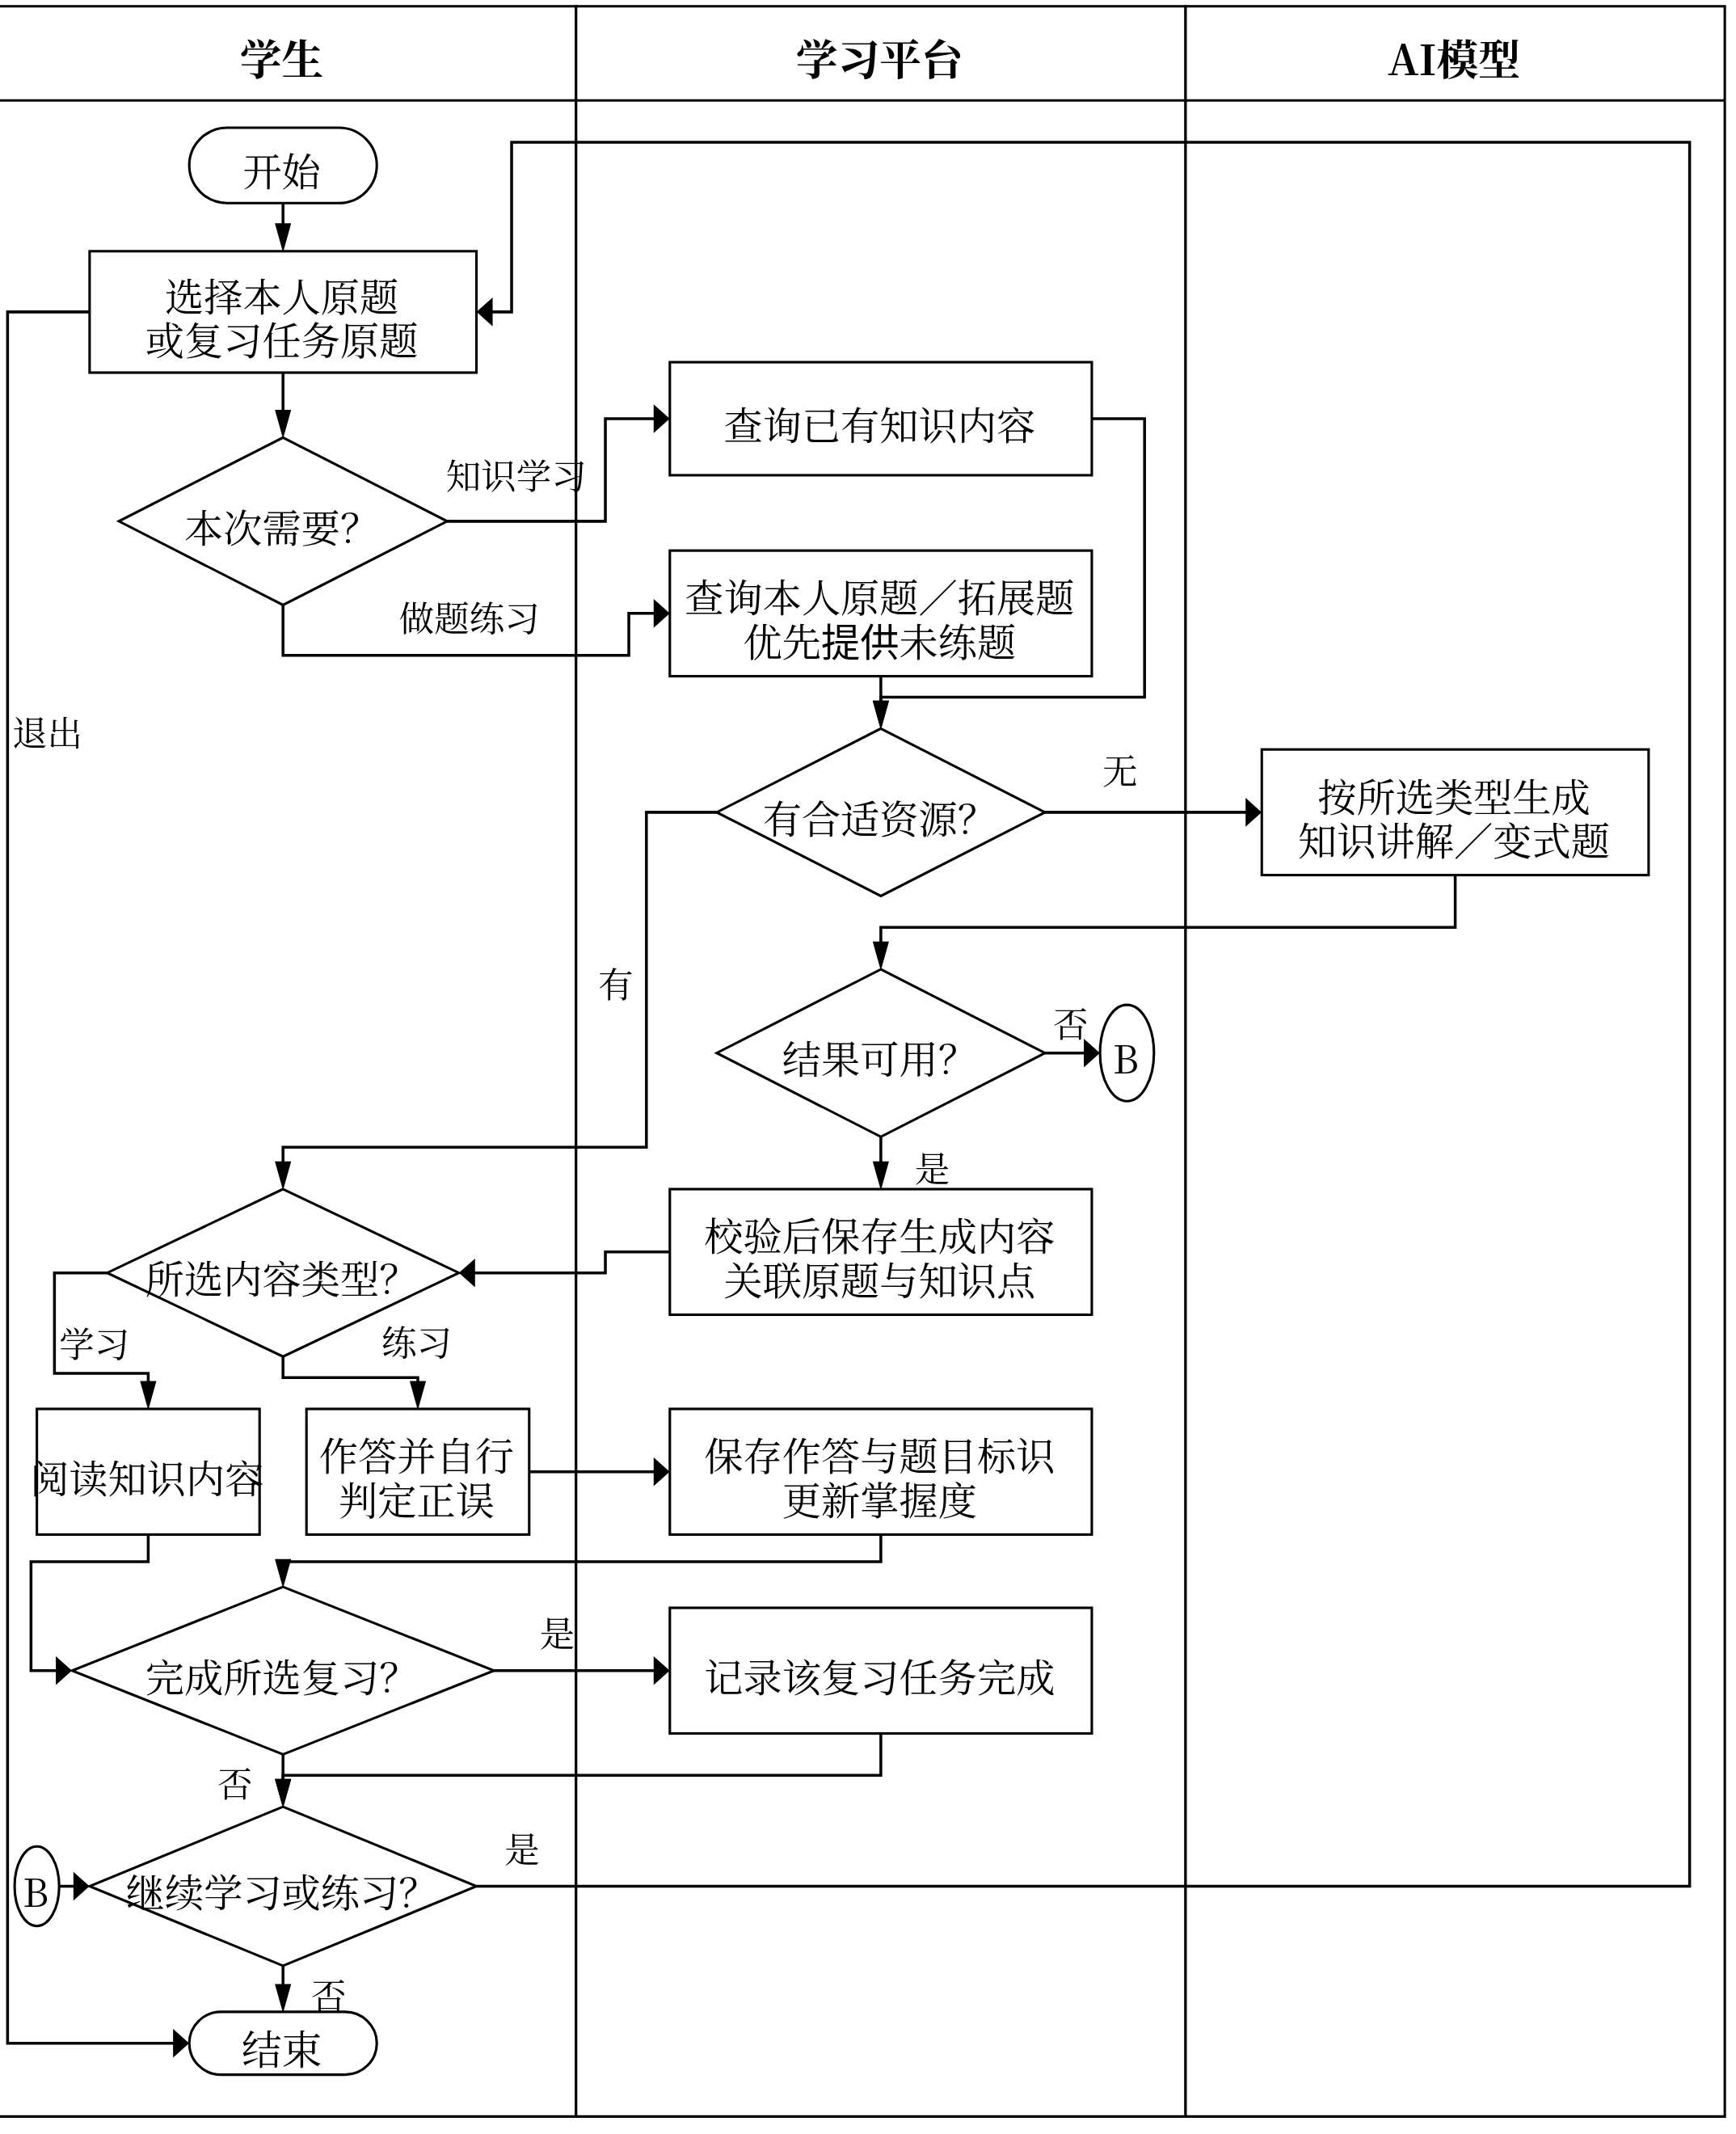 学生
学习平台
AI模型
开始
选择本人原题
或复习任务原题
查询已有知识内容
知识学习
本次需要？
查询本人原题／拓展题
优先提供未练题
做题练习
退出
无
有合适资源？
按所选类型生成
知识讲解／变式题
有
否
结果可用？
B
是
校验后保存生成内容
关联原题与知识点
所选内容类型？
学习
练习
阅读知识内容
作答并自行
判定正误
保存作答与题目标识
更新掌握度
是
完成所选复习？
记录该复习任务完成
否
是
B
继续学习或练习？
否
结束